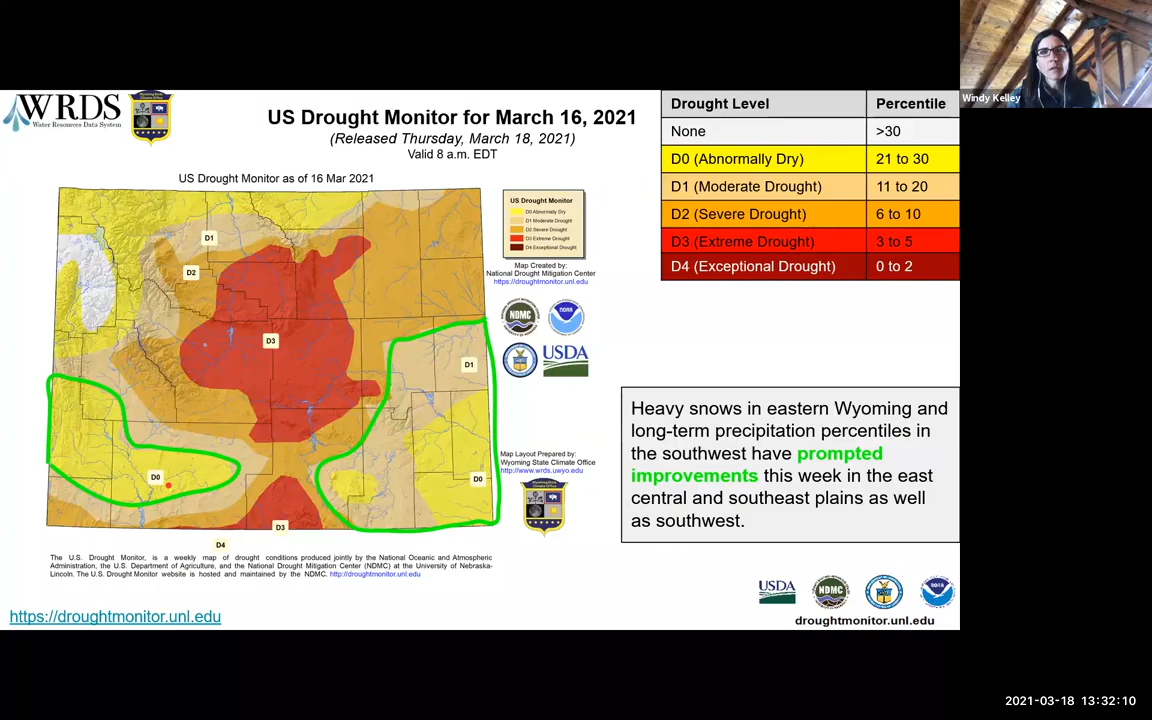 Windy Kelley
WRDS
Water Resources Data System
US Drought Monitor for March 16, 2021
(Released Thursday, March 18, 2021)
Valid 8 a.m. EDT
Drought Level Percentile
None >30
D0 (Abnormally Dry) 21 to 30
D1 (Moderate Drought) 11 to 20
D2 (Severe Drought) 6 to 10
D3 (Extreme Drought) 3 to 5
D4 (Exceptional Drought) 0 to 2
US Drought Monitor as of 16 Mar 2021
D1
D2
D3
D1
D0
D0
D3
D4
US Drought Monitor
D0 Abnormally Dry
D1 Moderate Drought
D2 Severe Drought
D3 Extreme Drought
D4 Exceptional Drought
Map Created by:
National Drought Mitigation Center
https://droughtmonitor.unl.edu
NDMC
NOAA
USDA
Map Layout Prepared by:
Wyoming State Climate Office
http://www.wrds.uwyo.edu
Heavy snows in eastern Wyoming and
long-term precipitation percentiles in
the southwest have prompted
improvements this week in the east
central and southeast plains as well
as southwest.
The U.S. Drought Monitor, is a weekly map of drought conditions produced jointly by the National Oceanic and Atmospheric
Administration, the U.S. Department of Agriculture, and the National Drought Mitigation Center (NDMC) at the University of Nebraska-
Lincoln. The U.S. Drought Monitor website is hosted and maintained by the NDMC. http://droughtmonitor.unl.edu
https://droughtmonitor.unl.edu
USDA
NDMC
NOAA
droughtmonitor.unl.edu
2021-03-18 13:32:10